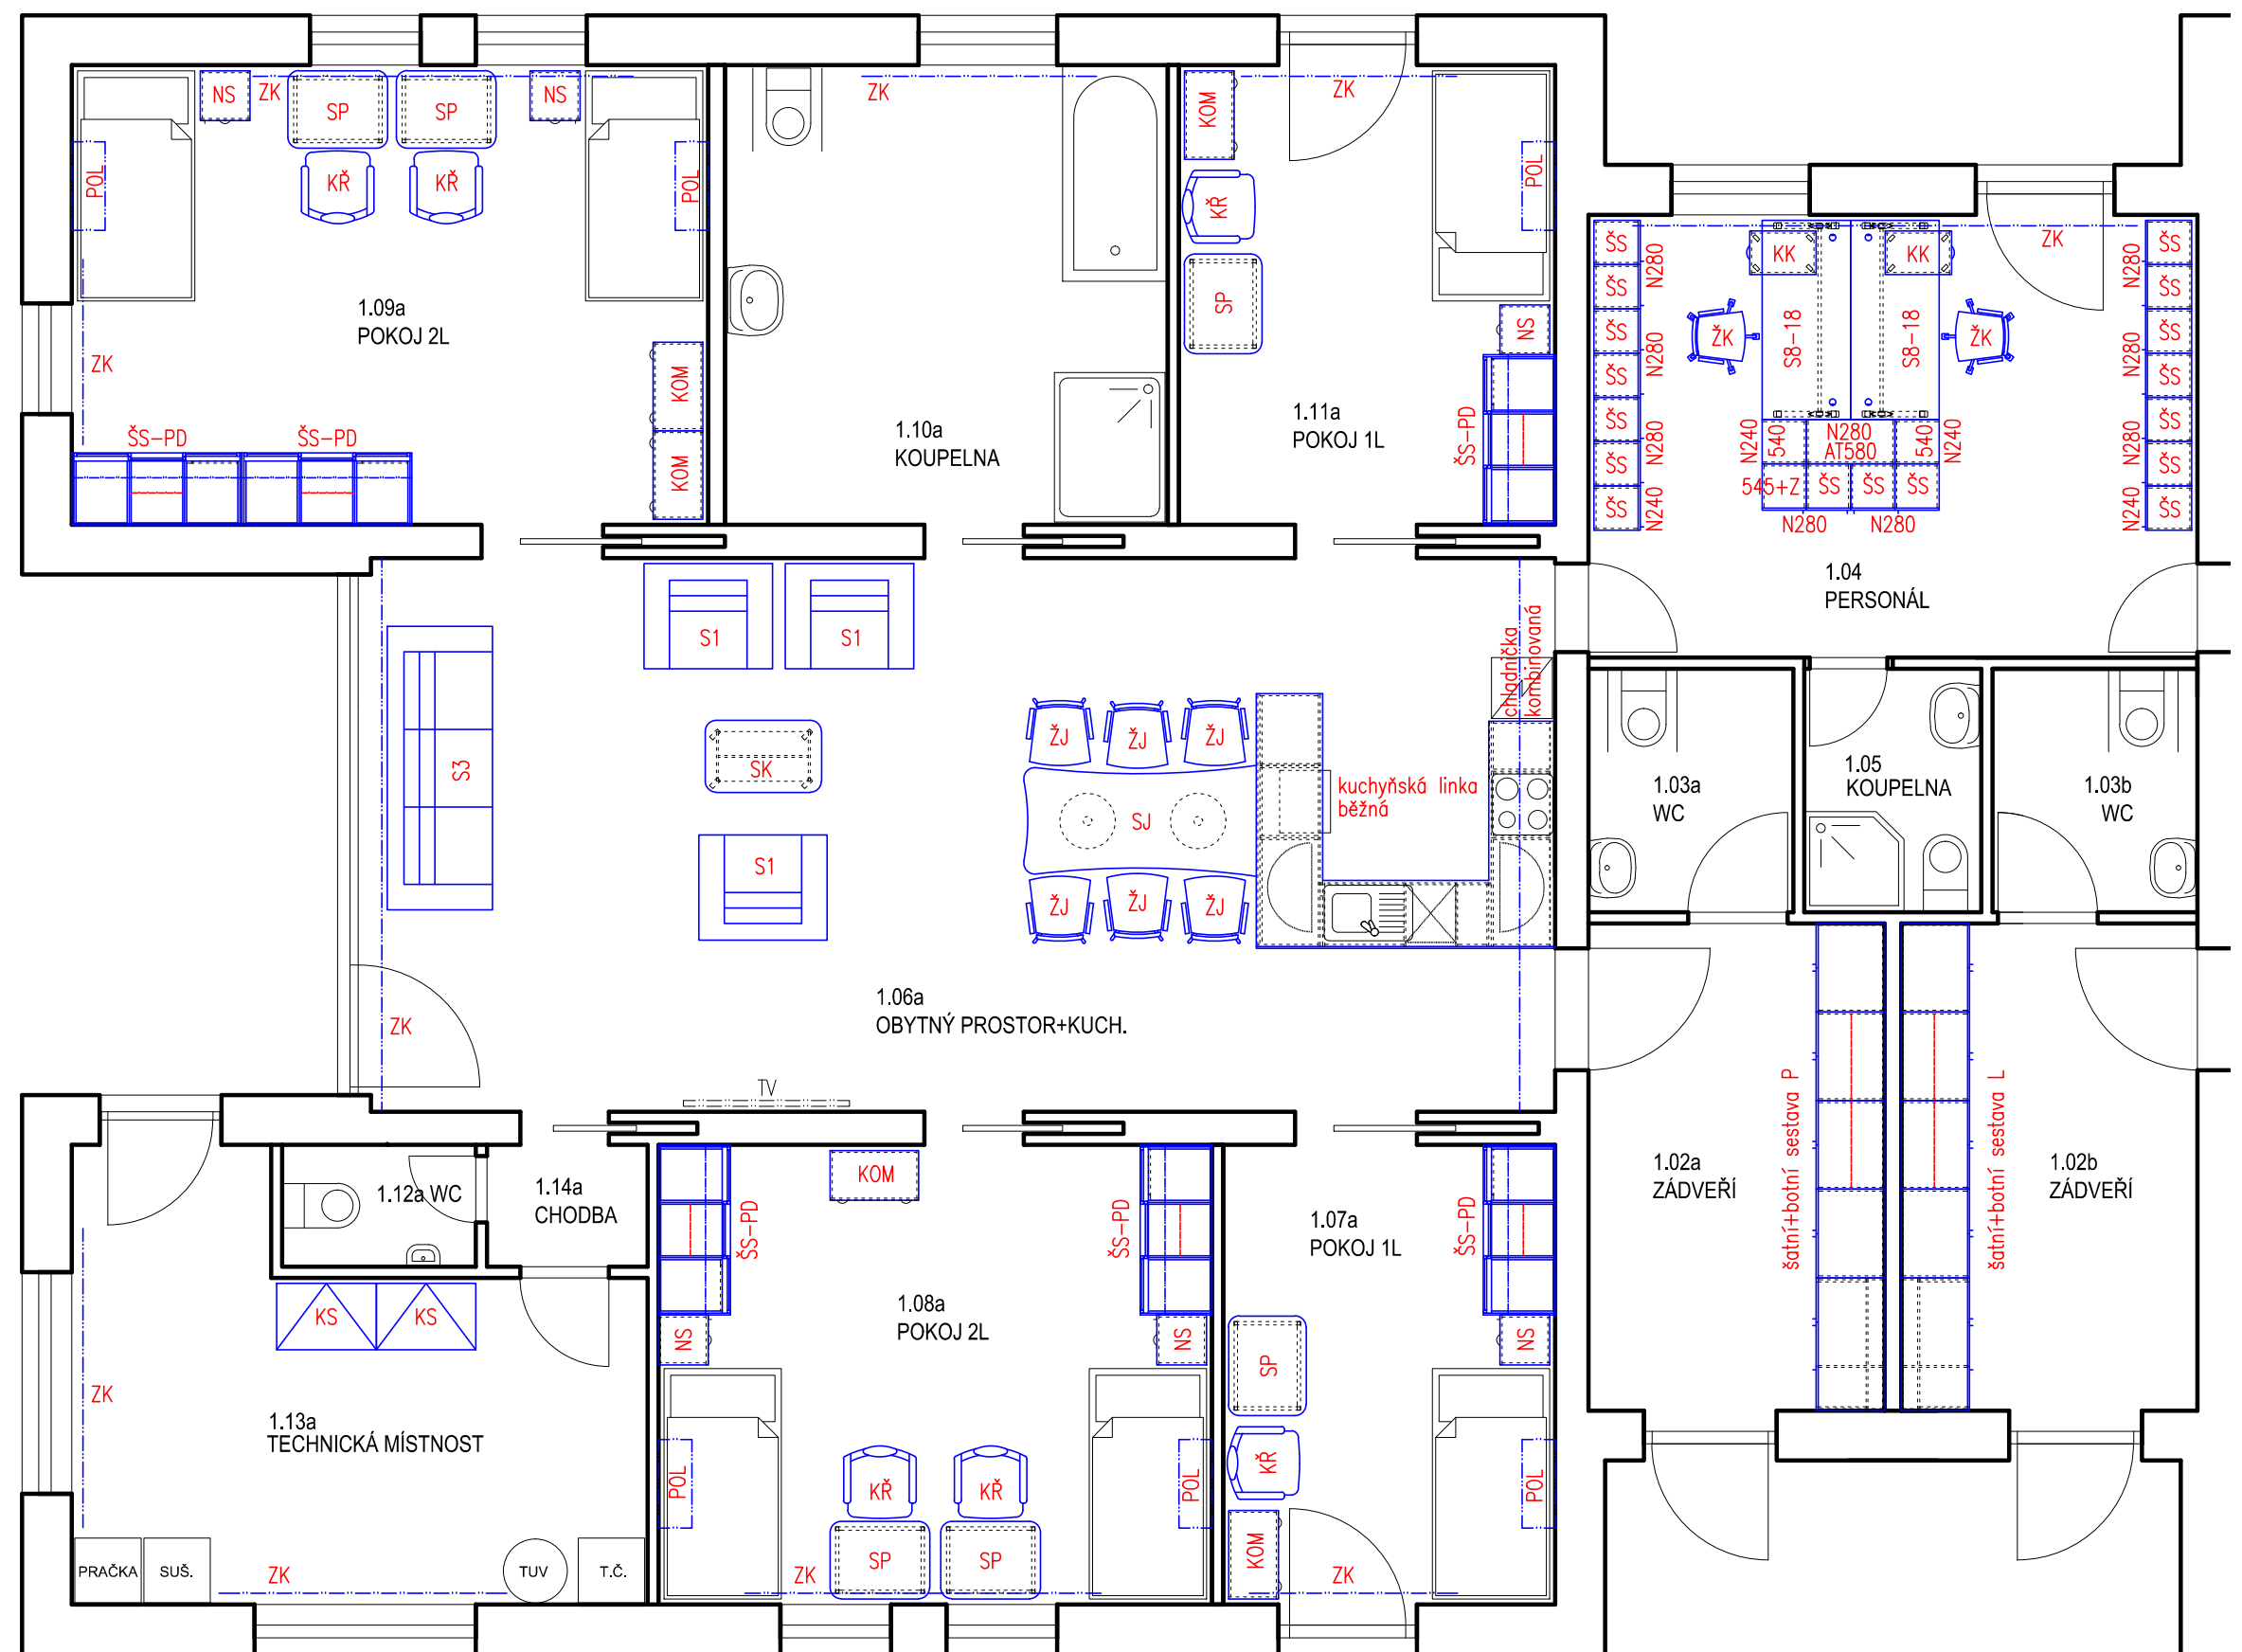 NS
ZK
SP
SP
NS
POL
KŘ
KŘ
POL
1.09a
POKOJ 2L
ZK
KOM
KOM
ŠS-PD
ŠS-PD
ZK
1.10a
KOUPELNA
KOM
ZK
POL
KŘ
SP
NS
1.11a
POKOJ 1L
ŠS-PD
ŠS
ŠS
ŠS
ŠS
ŠS
ŠS
ŠS
N280
N280
N280
N240
KK
KK
ZK
ŽK
S8-18
S8-18
ŽK
N240
540
N280
AT580
540
N240
545+Z
ŠS
ŠS
ŠS
N280
N280
N280
N280
N280
N240
ŠS
ŠS
ŠS
ŠS
ŠS
ŠS
ŠS
1.04
PERSONÁL
S1
S1
S3
SK
S1
ŽJ
ŽJ
ŽJ
SJ
ŽJ
ŽJ
ŽJ
chladnička
kombinovaná
kuchyňská linka
běžná
ZK
1.06a
OBYTNÝ PROSTOR+KUCH.
TV
1.03a
WC
1.05
KOUPELNA
1.03b
WC
1.02a
ZÁDVEŘÍ
šatní+botní sestava P
šatní+botní sestava L
1.02b
ZÁDVEŘÍ
1.12a WC
1.14a
CHODBA
KS
KS
ZK
1.13a
TECHNICKÁ MÍSTNOST
PRAČKA
SUŠ.
ZK
TUV
T.Č.
KOM
ŠS-PD
ŠS-PD
NS
NS
1.08a
POKOJ 2L
POL
KŘ
KŘ
POL
ZK
SP
SP
1.07a
POKOJ 1L
ŠS-PD
SP
NS
KŘ
POL
KOM
ZK